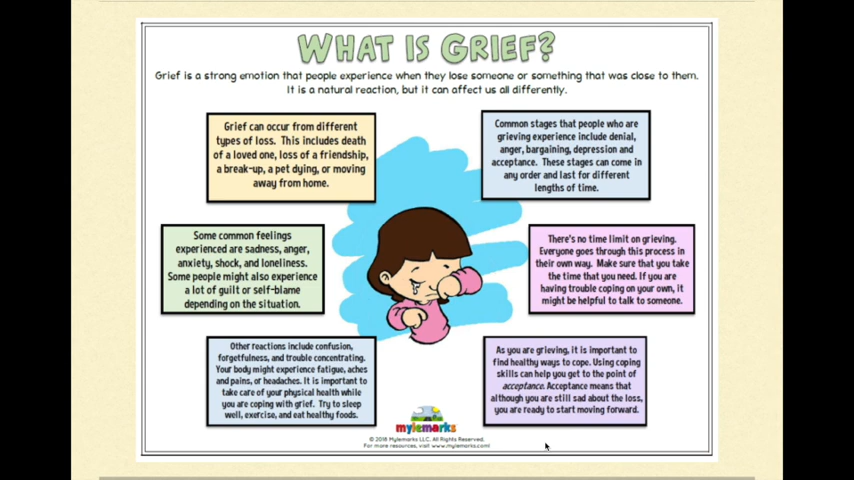 WHAT IS GRIEF?
Grief is a strong emotion that people experience when they lose someone or something that was close to them.
It is a natural reaction, but it can affect us all differently.
Grief can occur from different
types of loss. This includes death
of a loved one, loss of a friendship,
a break-up, a pet dying, or moving
away from home.
Common stages that people who are
grieving experience include denial,
anger, bargaining, depression and
acceptance. These stages can come in
any order and last for different
lengths of time.
Some common feelings
experienced are sadness, anger,
anxiety, shock, and loneliness.
Some people might also experience
a lot of guilt or self-blame
depending on the situation.
There's no time limit on grieving.
Everyone goes through this process in
their own way. Make sure that you take
the time that you need. If you are
having trouble coping on your own, it
might be helpful to talk to someone.
Other reactions include confusion,
forgetfulness, and trouble concentrating.
Your body might experience fatigue, aches
and pains, or headaches. It is important to
take care of your physical health while
you are coping with grief. Try to sleep
well, exercise, and eat healthy foods.
As you are grieving, it is important to
find healthy ways to cope. Using coping
skills can help you get to the point of
acceptance. Acceptance means that
although you are still sad about the loss,
you are ready to start moving forward.
mylemarks
© 2018 Mylemarks LLC. All Rights Reserved.
For more resources, visit www.mylemarks.com!